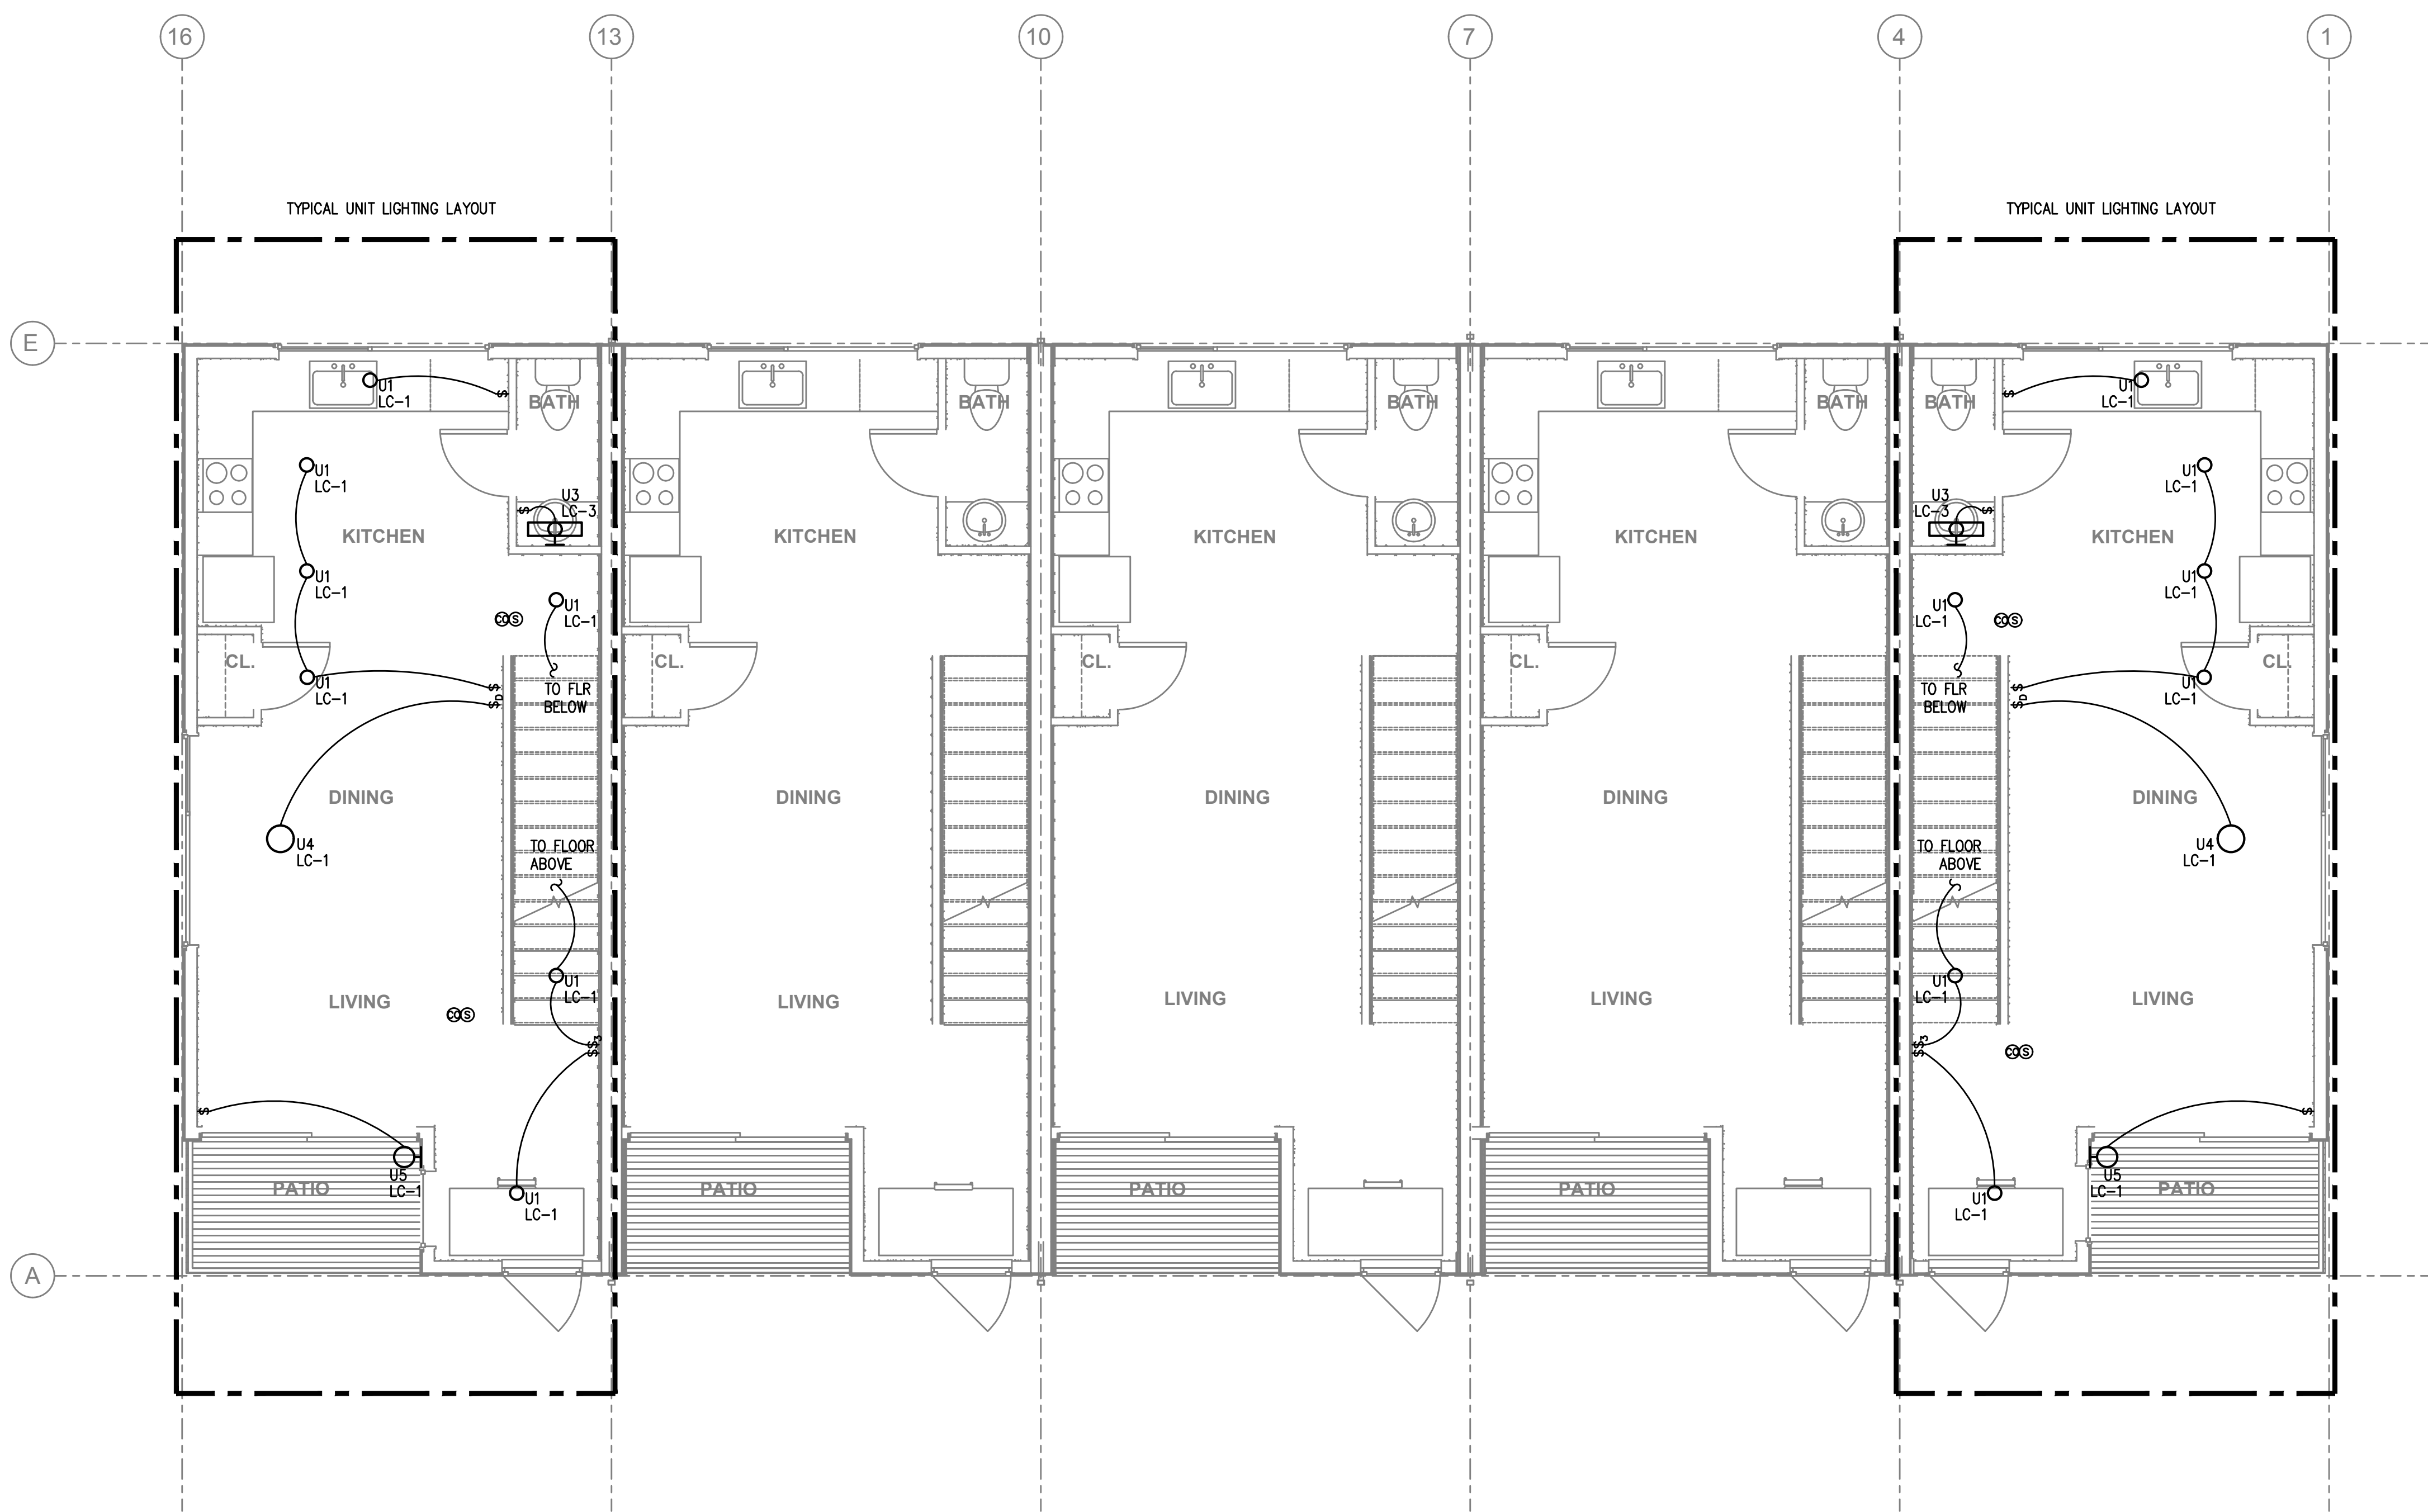 16
13
10
7
4
1
TYPICAL UNIT LIGHTING LAYOUT
TYPICAL UNIT LIGHTING LAYOUT
E
A
U1
LC-1
S
BATH
U1
LC-1
U3
LC-3
S
KITCHEN
U1
LC-1
CO S
U1
LC-1
CL.
U1
LC-1
S
S D
TO FLR
BELOW
DINING
U4
LC-1
TO FLOOR
ABOVE
U1
LC-1
LIVING
CO S
S S 3
S
U5
LC-1
PATIO
U1
LC-1
BATH
KITCHEN
CL.
DINING
LIVING
PATIO
BATH
KITCHEN
CL.
DINING
LIVING
PATIO
BATH
KITCHEN
CL.
DINING
LIVING
PATIO
BATH
S
U1
LC-1
U1
LC-1
U3
LC-3
S
KITCHEN
U1
LC-1
U1
LC-1
CO S
CL.
U1
LC-1
S
S D
TO FLR
BELOW
DINING
U4
LC-1
TO FLOOR
ABOVE
U1
LC-1
LIVING
S S 3
CO S
S
U5
LC-1
PATIO
U1
LC-1